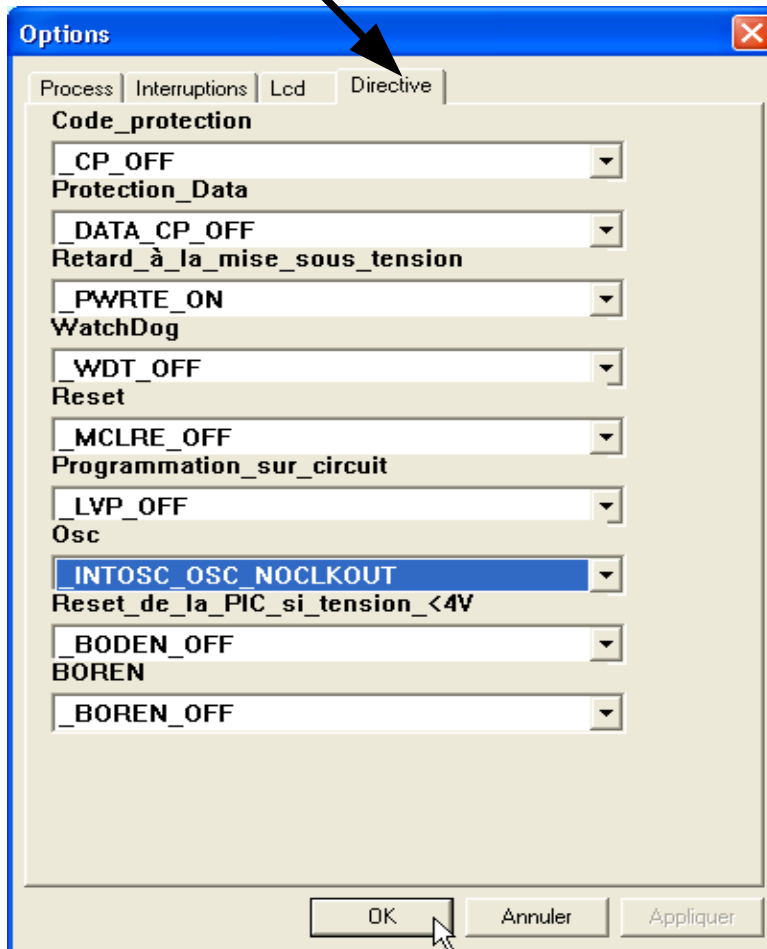 Options
Process Interruptions Lcd Directive
Code_protection
_CP_OFF
Protection_Data
_DATA_CP_OFF
Retard_à_la_mise_sous_tension
_PWRTE_ON
WatchDog
_WDT_OFF
Reset
_MCLRE_OFF
Programmation_sur_circuit
_LVP_OFF
Osc
_INTOSC_OSC_NOCLKOUT
Reset_de_la_PIC_si_tension_<4V
_BODEN_OFF
BOREN
_BOREN_OFF
OK Annuler Appliquer